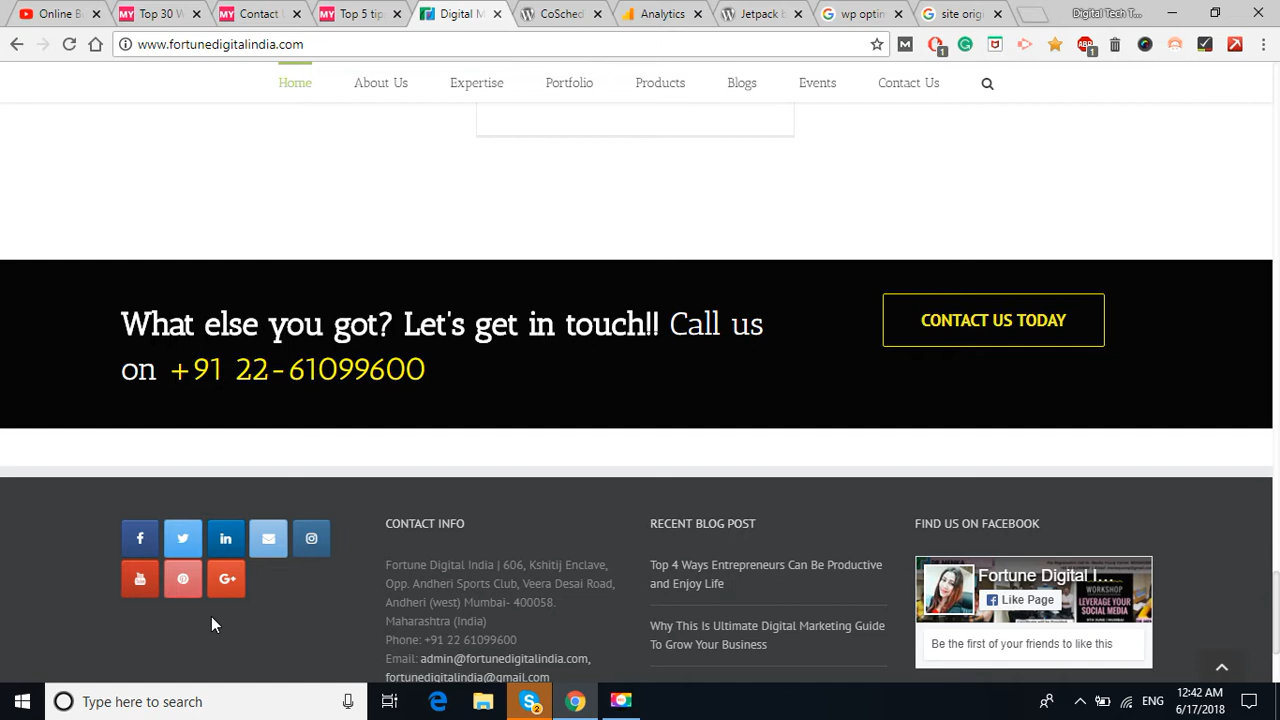 Online B
Top 30 W
Contact
Top 5 tip
Digital M
CoSched
Analytics
Jetpack b
wp optin
site origi
Digital Tech T...
www.fortunedigitalindia.com
Home
About Us
Expertise
Portfolio
Products
Blogs
Events
Contact Us
What else you got? Let's get in touch!! Call us
on +91 22-61099600
CONTACT US TODAY
CONTACT INFO
Fortune Digital India | 606, Kshitij Enclave,
Opp. Andheri Sports Club, Veera Desai Road,
Andheri (west) Mumbai- 400058.
Maharashtra (India)
Phone: +91 22 61099600
Email: admin@fortunedigitalindia.com,
fortunedigitalindia@gmail.com
RECENT BLOG POST
Top 4 Ways Entrepreneurs Can Be Productive
and Enjoy Life
Why This Is Ultimate Digital Marketing Guide
To Grow Your Business
FIND US ON FACEBOOK
Fortune Digital I...
Like Page
WORKSHOP
LEVERAGE YOUR
SOCIAL MEDIA
Be the first of your friends to like this
Type here to search
ENG
12:42 AM
6/17/2018